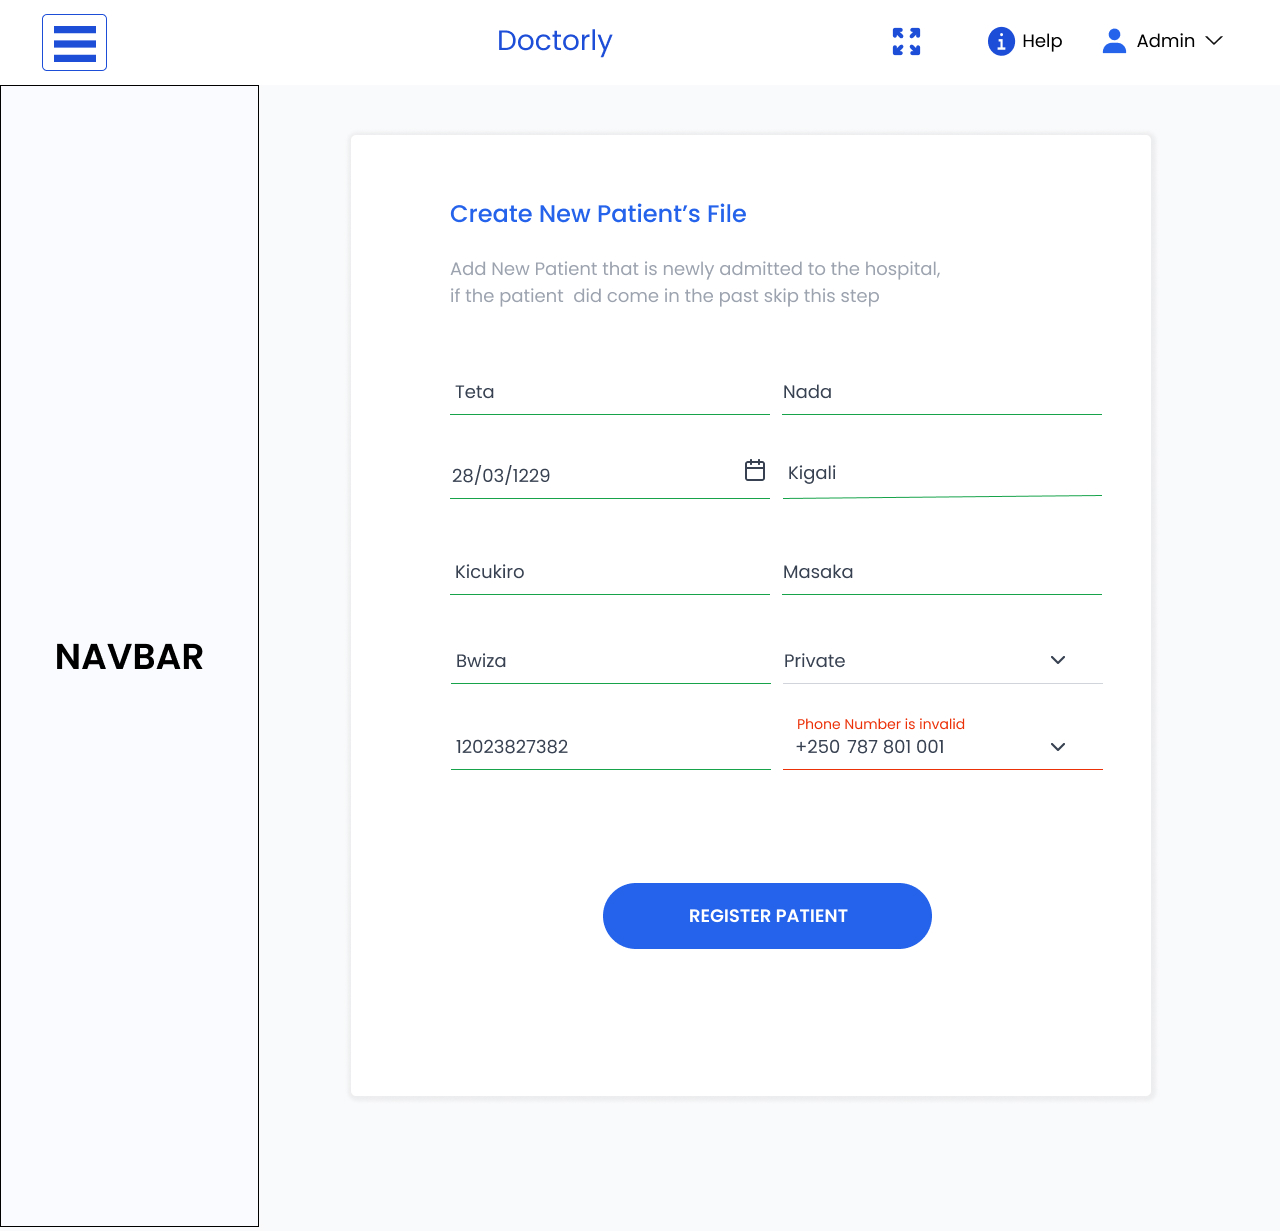 Doctorly
Help
Admin
NAVBAR
Create New Patient’s File
Add New Patient that is newly admitted to the hospital,
if the patient  did come in the past skip this step
Teta
Nada
28/03/1229
Kigali
Kicukiro
Masaka
Bwiza
Private
Phone Number is invalid
12023827382
+250 787 801 001
REGISTER PATIENT